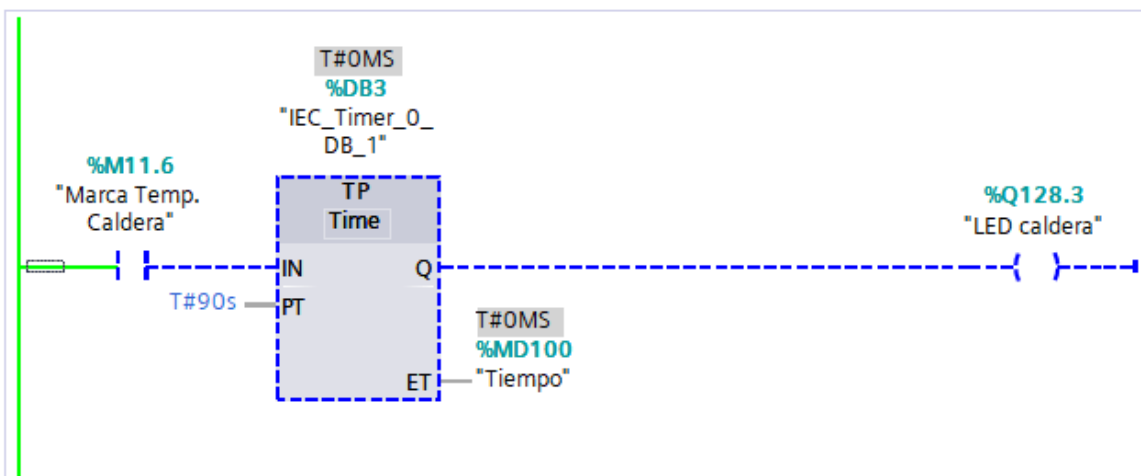 T#0MS
%DB3
"IEC_Timer_0_
DB_1"
%M11.6
"Marca Temp.
Caldera"
TP
Time
%Q128.3
"LED caldera"
IN
Q
T#90s
PT
T#0MS
%MD100
ET
"Tiempo"